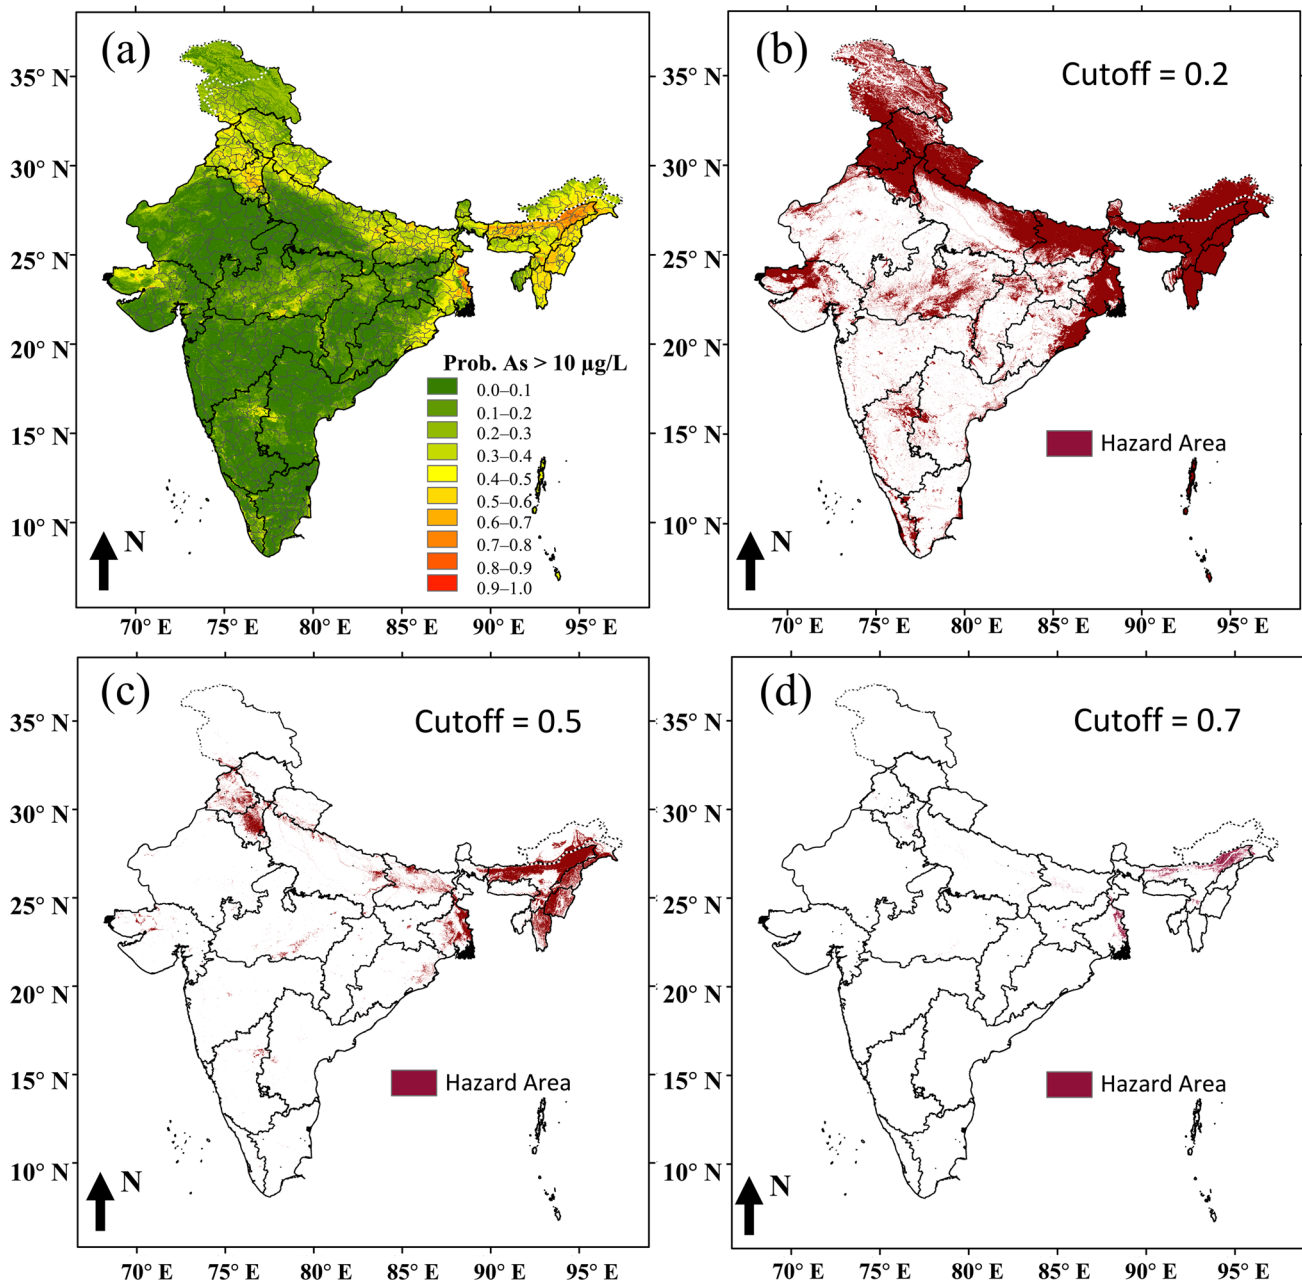 (a)
35° N
30° N
25° N
20° N
15° N
10° N
Prob. As > 10 µg/L
0.0–0.1
0.1–0.2
0.2–0.3
0.3–0.4
0.4–0.5
0.5–0.6
0.6–0.7
0.7–0.8
0.8–0.9
0.9–1.0
N
70° E 75° E 80° E 85° E 90° E 95° E
(b)
Cutoff = 0.2
35° N
30° N
25° N
20° N
15° N
10° N
Hazard Area
N
70° E 75° E 80° E 85° E 90° E 95° E
(c)
Cutoff = 0.5
35° N
30° N
25° N
20° N
15° N
10° N
Hazard Area
N
70° E 75° E 80° E 85° E 90° E 95° E
(d)
Cutoff = 0.7
35° N
30° N
25° N
20° N
15° N
10° N
Hazard Area
N
70° E 75° E 80° E 85° E 90° E 95° E